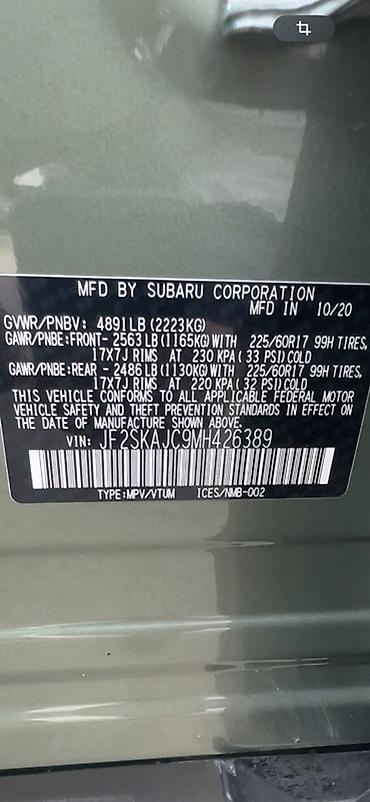 MFD BY SUBARU CORPORATION
MFD IN 10/20
GVWR/PNBV: 4891LB(2223KG)
GAWR/PNBE:FRONT- 2563LB(1165KG)WITH 225/60R17 99H TIRES,
17X7J RIMS AT 230 KPA(33 PSI)COLD
GAWR/PNBE:REAR - 2486LB(1130KG)WITH 225/60R17 99H TIRES,
17X7J RIMS AT 220 KPA(32 PSI)COLD
THIS VEHICLE CONFORMS TO ALL APPLICABLE FEDERAL MOTOR
VEHICLE SAFETY AND THEFT PREVENTION STANDARDS IN EFFECT ON
THE DATE OF MANUFACTURE SHOWN ABOVE.
VIN: JF2SKAJC9MH426389
TYPE:MPV/VTUM ICES/NMB-002